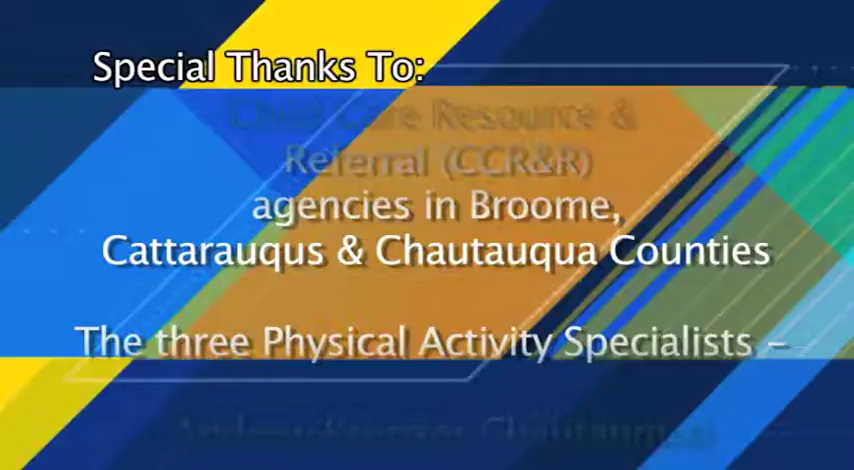 Special Thanks To:
Child Care Resource &
Referral (CCR&R)
agencies in Broome,
Cattarauqus & Chautauqua Counties
The three Physical Activity Specialists –